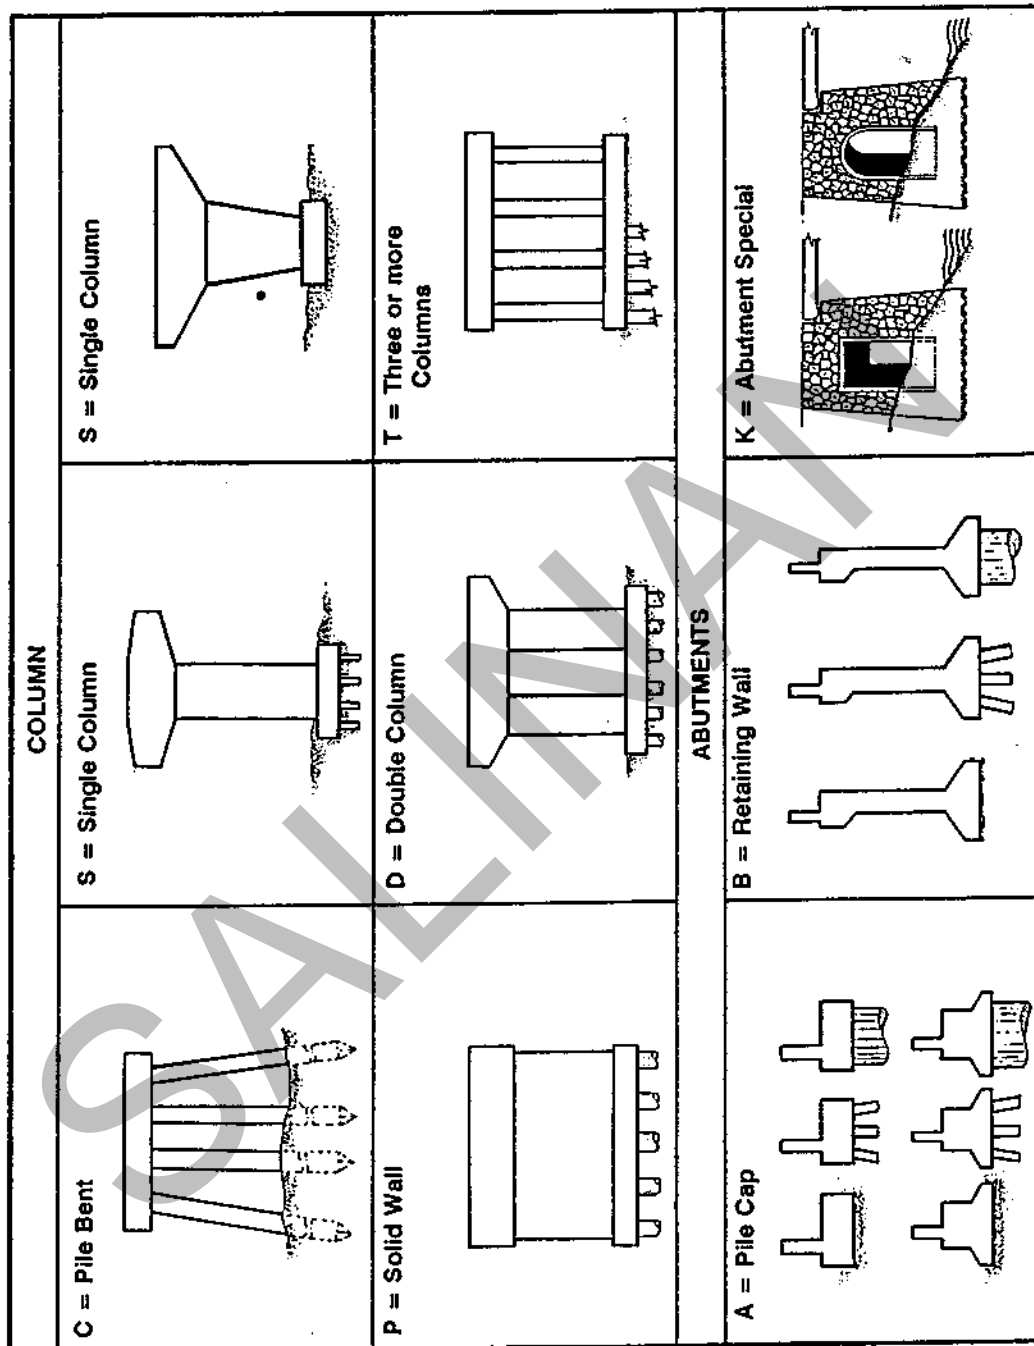 COLUMN
C = Pile Bent
S = Single Column
S = Single Column
P = Solid Wall
D = Double Column
T = Three or more
Columns
ABUTMENTS
A = Pile Cap
B = Retaining Wall
K = Abutment Special
SALINAN